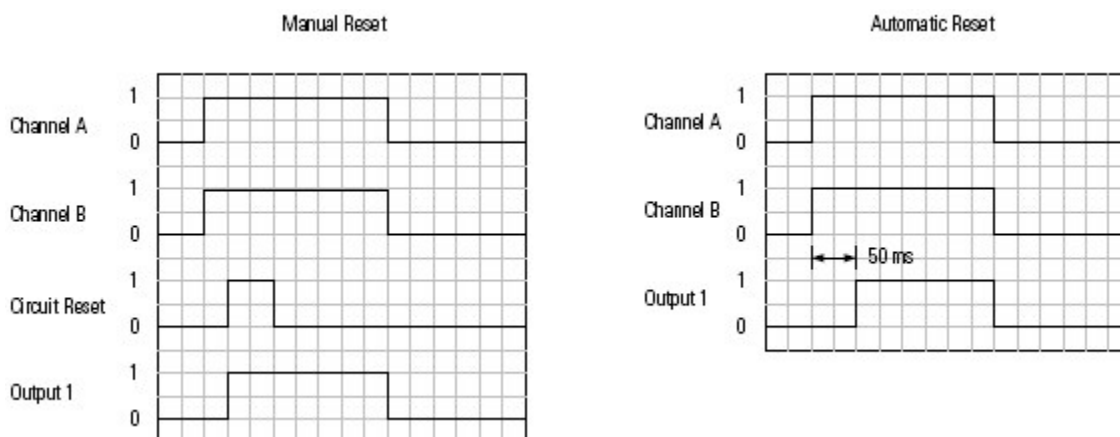 Manual Reset
1
Channel A
0
1
Channel B
0
1
Circuit Reset
0
1
Output 1
0
Automatic Reset
1
Channel A
0
1
Channel B
0
50 ms
1
Output 1
0